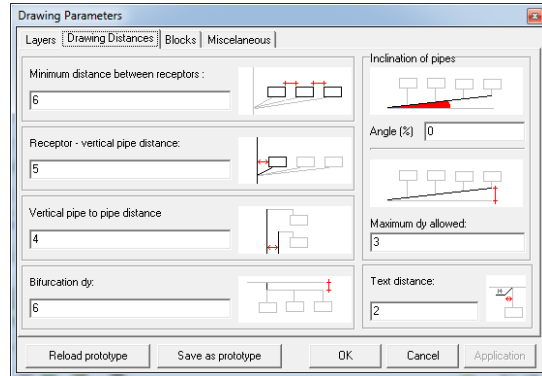 Drawing Parameters
Layers Drawing Distances Blocks Miscelaneous
Minimum distance between receptors :
6
Receptor - vertical pipe distance:
5
Vertical pipe to pipe distance
4
Bifurcation dy:
6
Inclination of pipes
Angle (%) 0
Maximum dy allowed:
3
Text distance:
2
H
Reload prototype Save as prototype OK Cancel Application